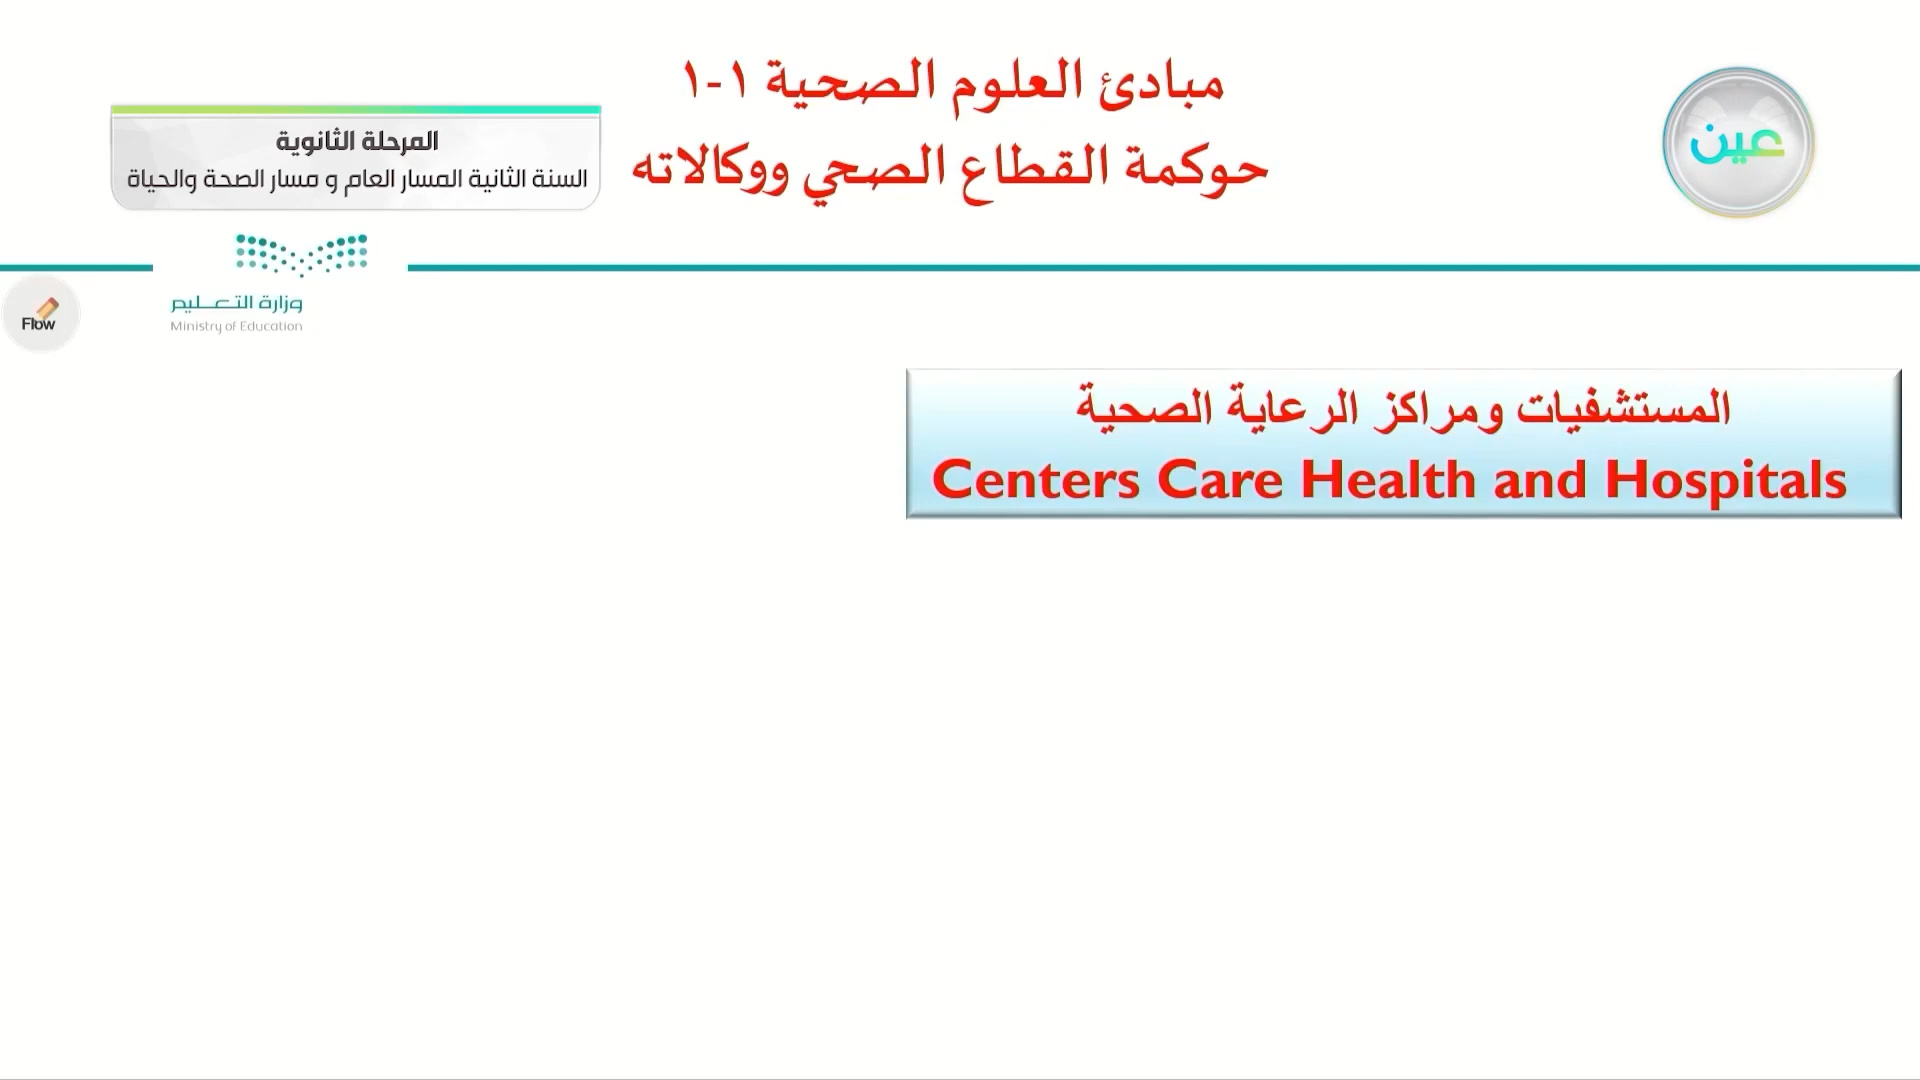 مبادئ العلوم الصحية ١-١
حوكمة القطاع الصحي ووكالاته
عين
المرحلة الثانوية
السنة الثانية المسار العام و مسار الصحة والحياة
وزارة التعليم
Ministry of Education
Flow
المستشفيات ومراكز الرعاية الصحية
Centers Care Health and Hospitals